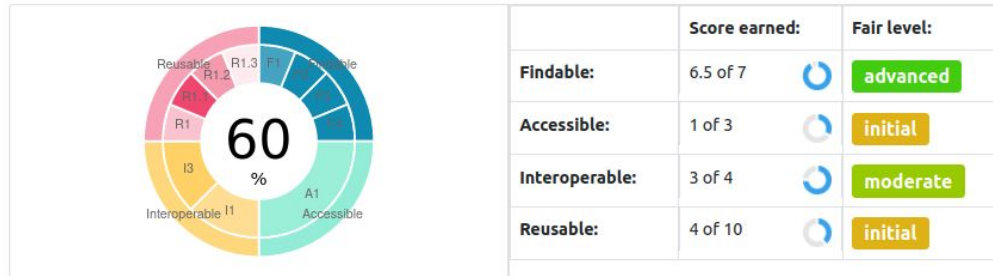 Reusable
R1.3
F1
R1.2
R1.1
R1
60
%
I3
A1
Interoperable
I1
Accessible
Score earned: Fair level:
Findable: 6.5 of 7 advanced
Accessible: 1 of 3 initial
Interoperable: 3 of 4 moderate
Reusable: 4 of 10 initial